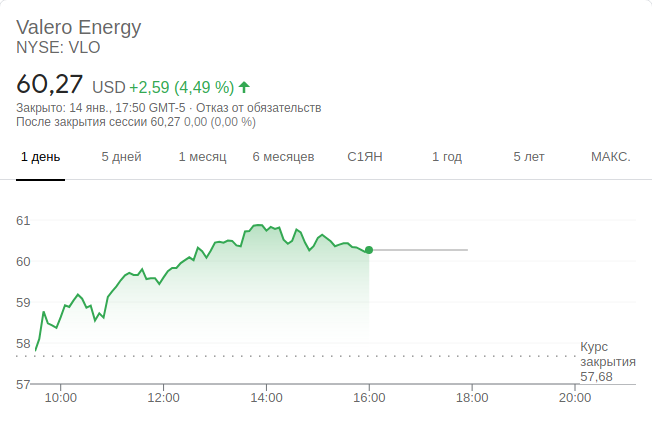 Valero Energy
NYSE: VLO
60,27 USD +2,59 (4,49 %)
Закрыто: 14 янв., 17:50 GMT-5 · Отказ от обязательств
После закрытия сессии 60,27 0,00 (0,00 %)
1 день 5 дней 1 месяц 6 месяцев С1ЯН 1 год 5 лет МАКС.
61
60
59
58
Курс
закрытия
57,68
57
10:00 12:00 14:00 16:00 18:00 20:00